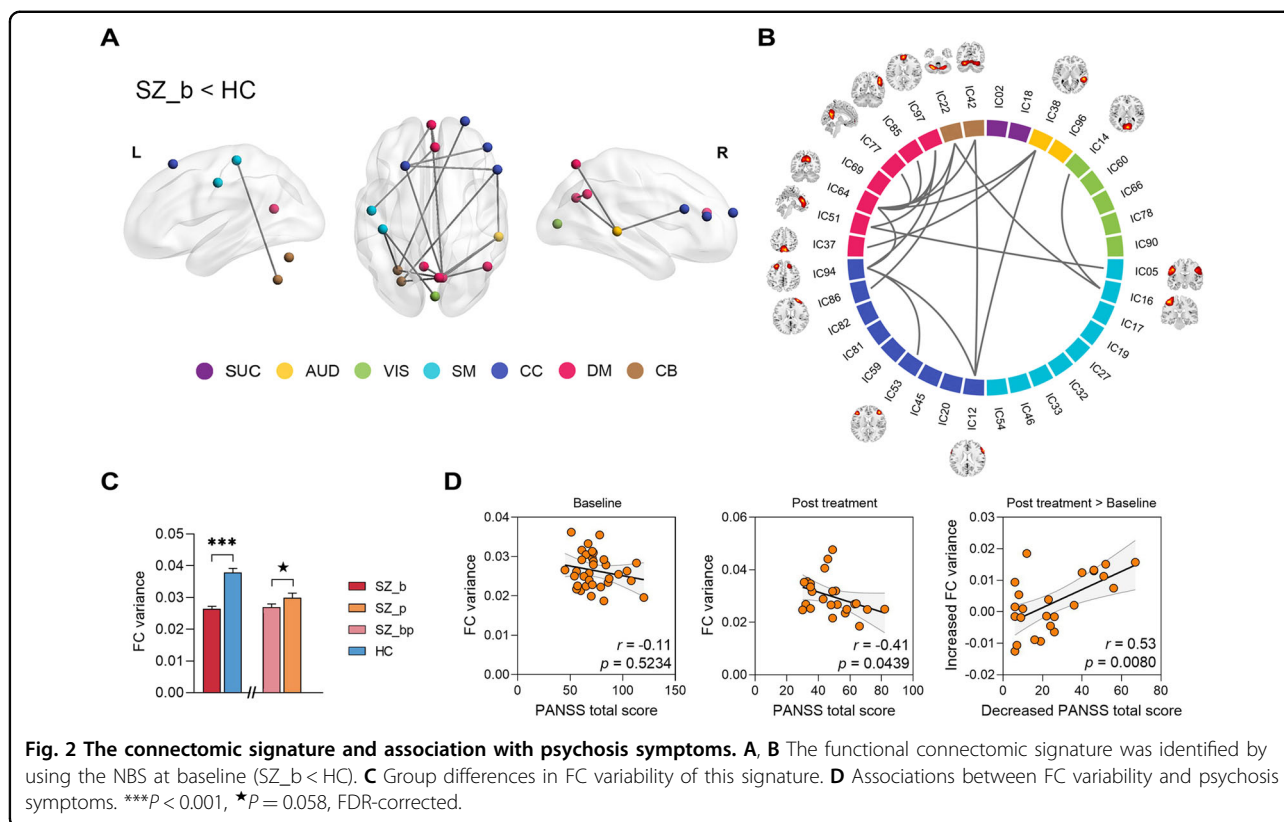 A
SZ_b < HC
L
R
SUC
AUD
VIS
SM
CC
DM
CB
B
IC02
IC18
IC38
IC96
IC14
IC60
IC66
IC78
IC90
IC05
IC16
IC17
IC19
IC27
IC32
IC33
IC46
IC54
IC12
IC20
IC45
IC53
IC59
IC81
IC82
IC86
IC94
IC37
IC51
IC64
IC69
IC77
IC85
IC97
IC22
IC42
C
FC variance
0.05
0.04
0.03
0.02
0.01
0.00
***
★
//
SZ_b
SZ_p
SZ_bp
HC
D
Baseline
FC variance
0.04
0.03
0.02
0.01
0.00
0
50
100
150
r = -0.11
p = 0.5234
PANSS total score
Post treatment
FC variance
0.06
0.04
0.02
0.00
0
20
40
60
80
100
r = -0.41
p = 0.0439
PANSS total score
Post treatment > Baseline
Increased FC variance
0.03
0.02
0.01
0.00
-0.01
-0.02
0
20
40
60
80
r = 0.53
p = 0.0080
Decreased PANSS total score
Fig. 2 The connectomic signature and association with psychosis symptoms. A, B The functional connectomic signature was identified by
using the NBS at baseline (SZ_b < HC). C Group differences in FC variability of this signature. D Associations between FC variability and psychosis
symptoms. ***P < 0.001, ★P = 0.058, FDR-corrected.